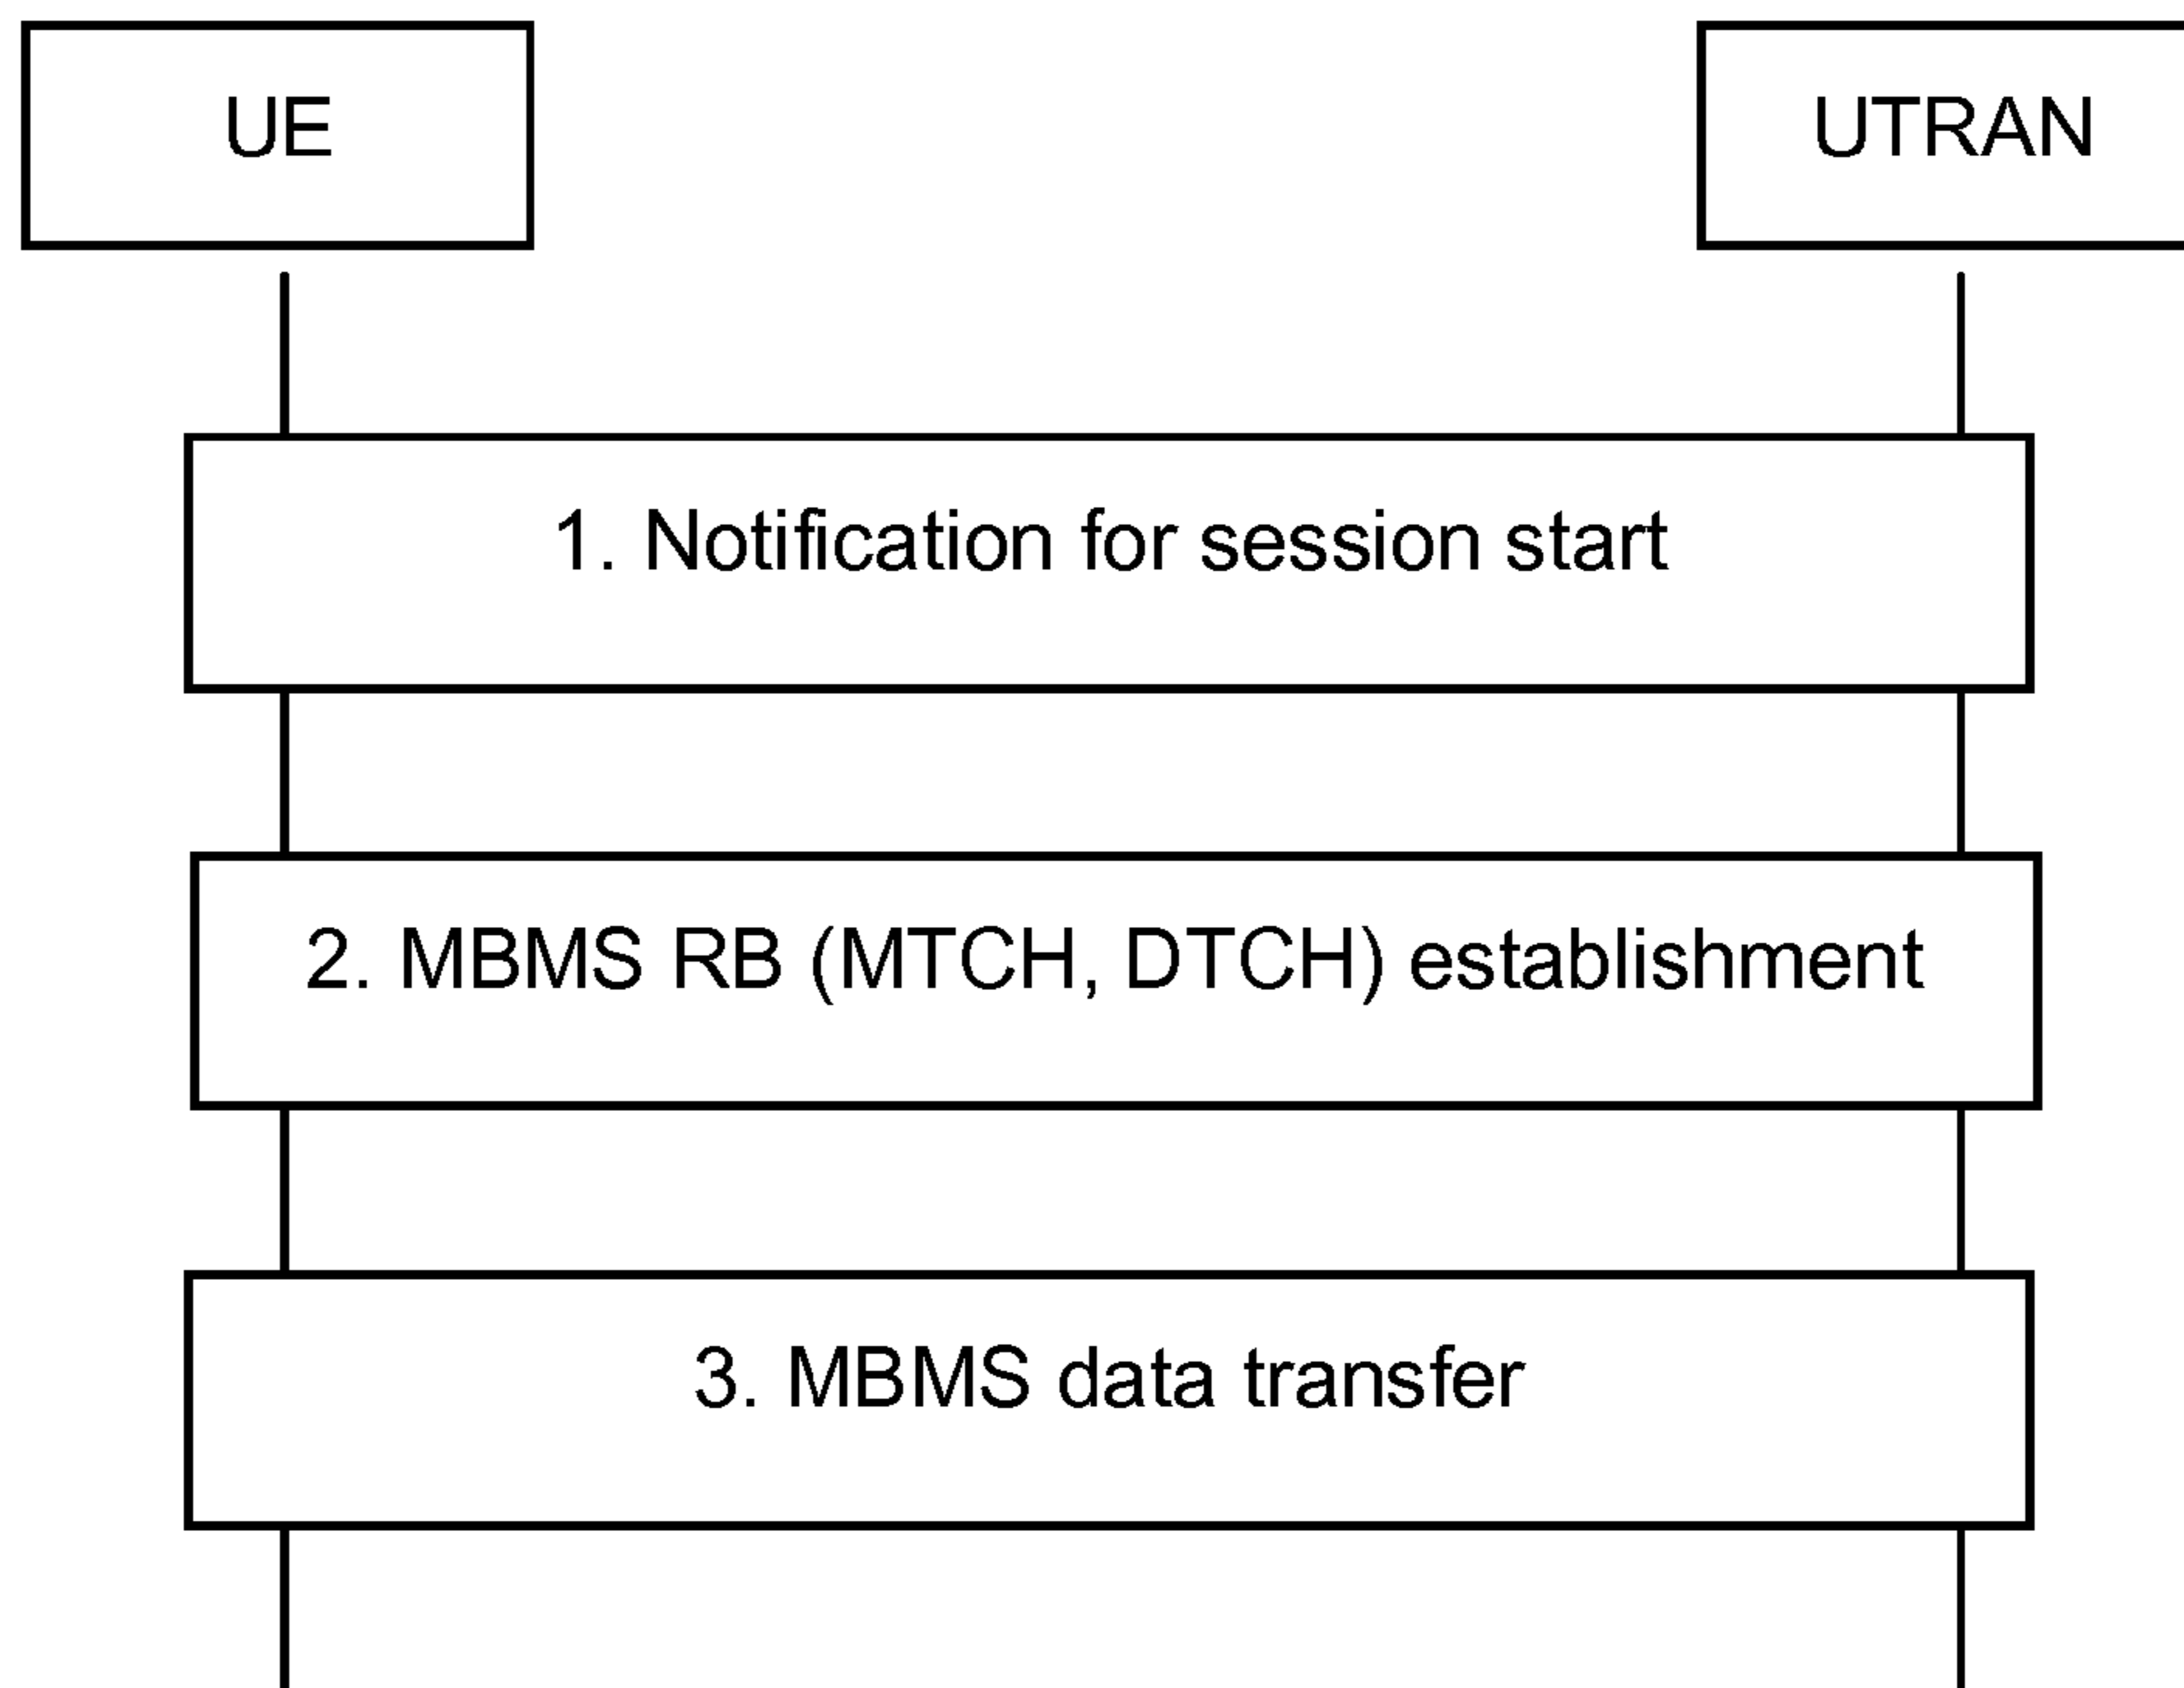 UE
UTRAN
1. Notification for session start
2. MBMS RB (MTCH, DTCH) establishment
3. MBMS data transfer